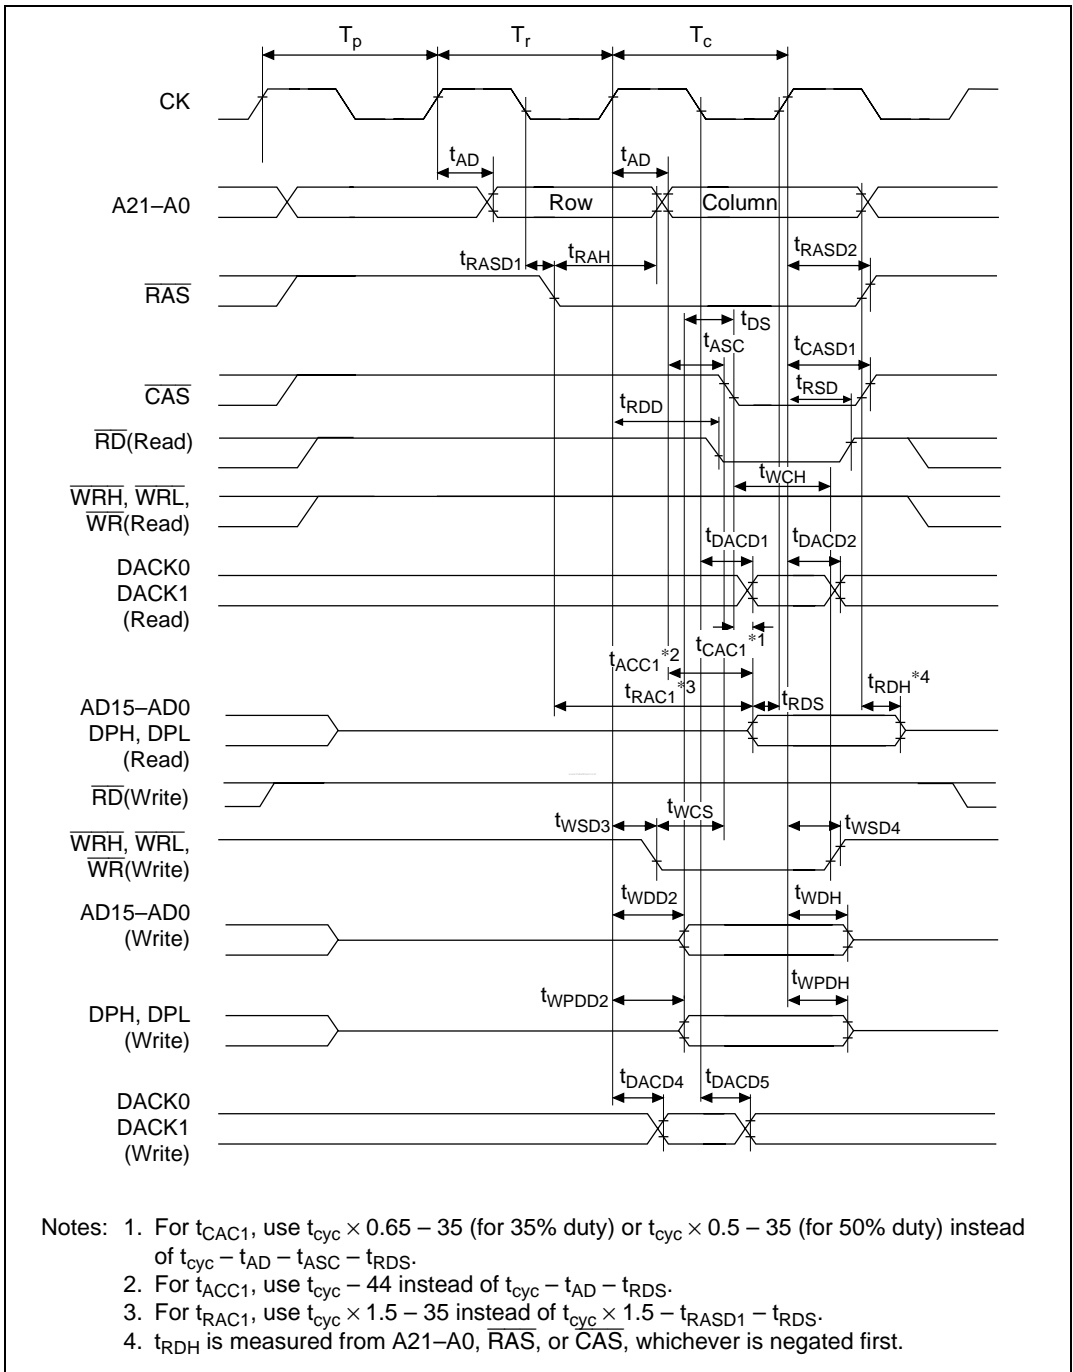 Tp Tr Tc
CK
tAD tAD
A21–A0 Row Column
tRASD1 tRAH tRASD2
RAS
tDS
tASC tCASD1
CAS tRSD
tRDD
RD(Read)
tWCH
WRH, WRL,
WR(Read)
tDACD1 tDACD2
DACK0
DACK1
(Read)
tCAC1*1
tACC1*2
tRAC1*3 tRDS tRDH*4
AD15–AD0
DPH, DPL
(Read)
RD(Write)
tWSD3 tWCS tWSD4
WRH, WRL,
WR(Write)
tWDD2 tWDH
AD15–AD0
(Write)
tWPDD2 tWPDH
DPH, DPL
(Write)
tDACD4 tDACD5
DACK0
DACK1
(Write)
Notes: 1. For tCAC1, use tcyc × 0.65 – 35 (for 35% duty) or tcyc × 0.5 – 35 (for 50% duty) instead
of tcyc – tAD – tASC – tRDS.
2. For tACC1, use tcyc – 44 instead of tcyc – tAD – tRDS.
3. For tRAC1, use tcyc × 1.5 – 35 instead of tcyc × 1.5 – tRASD1 – tRDS.
4. tRDH is measured from A21–A0, RAS, or CAS, whichever is negated first.